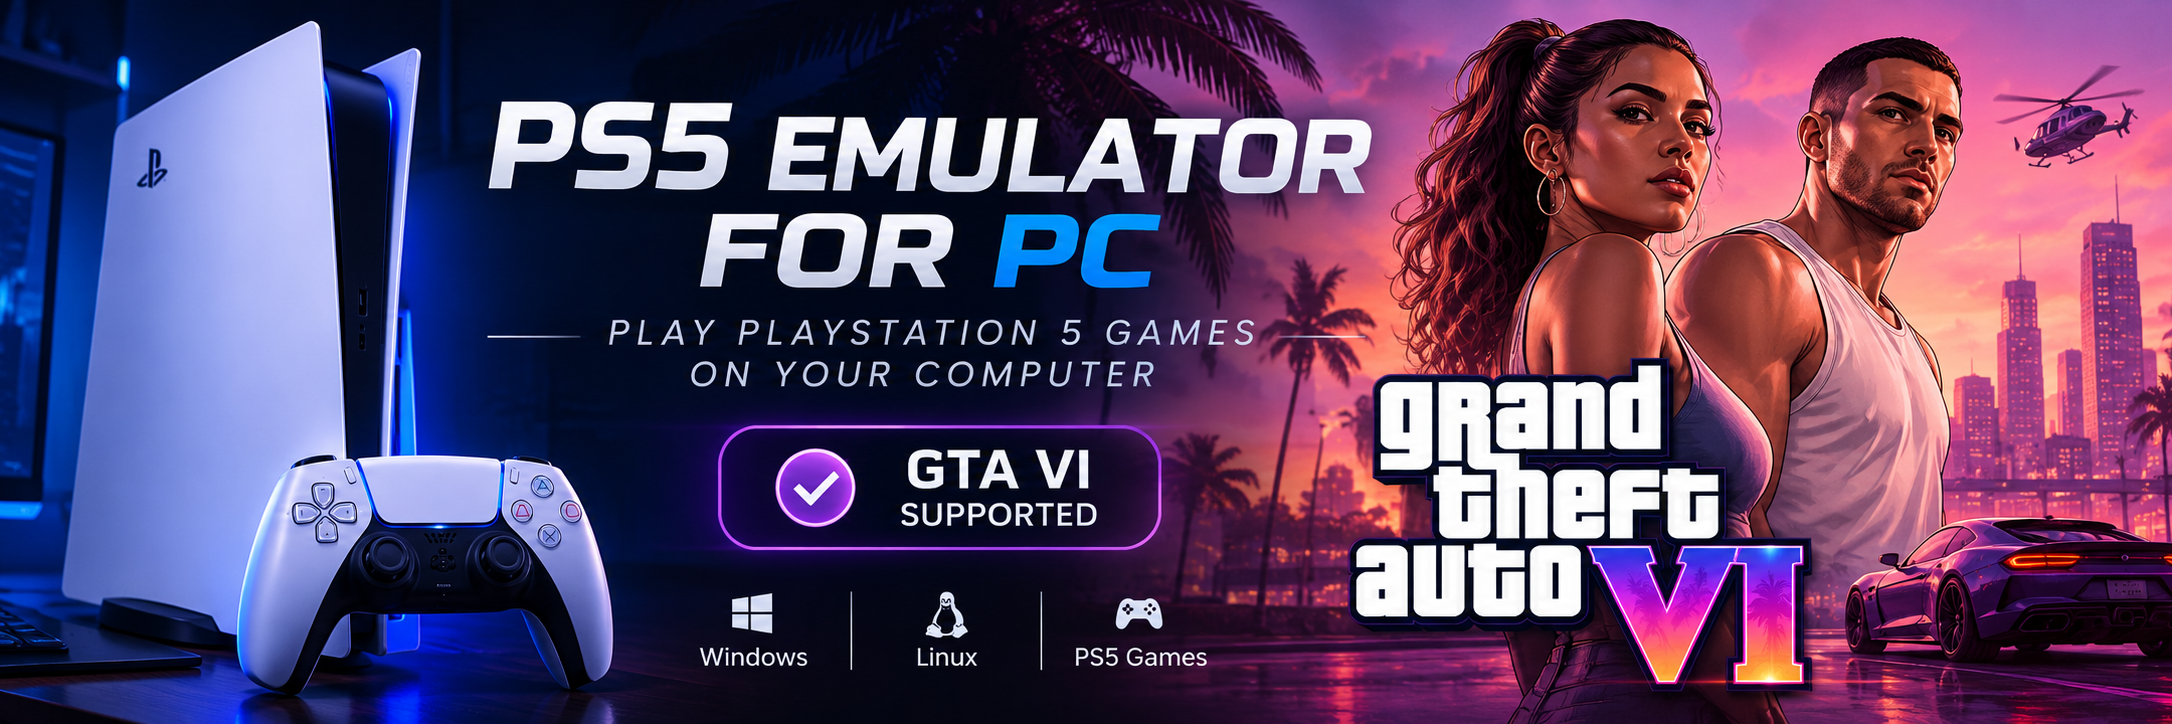 PS5 EMULATOR
FOR PC
PLAY PLAYSTATION 5 GAMES
ON YOUR COMPUTER
GTA VI
SUPPORTED
Windows
Linux
PS5 Games
grand
theft
auto VI